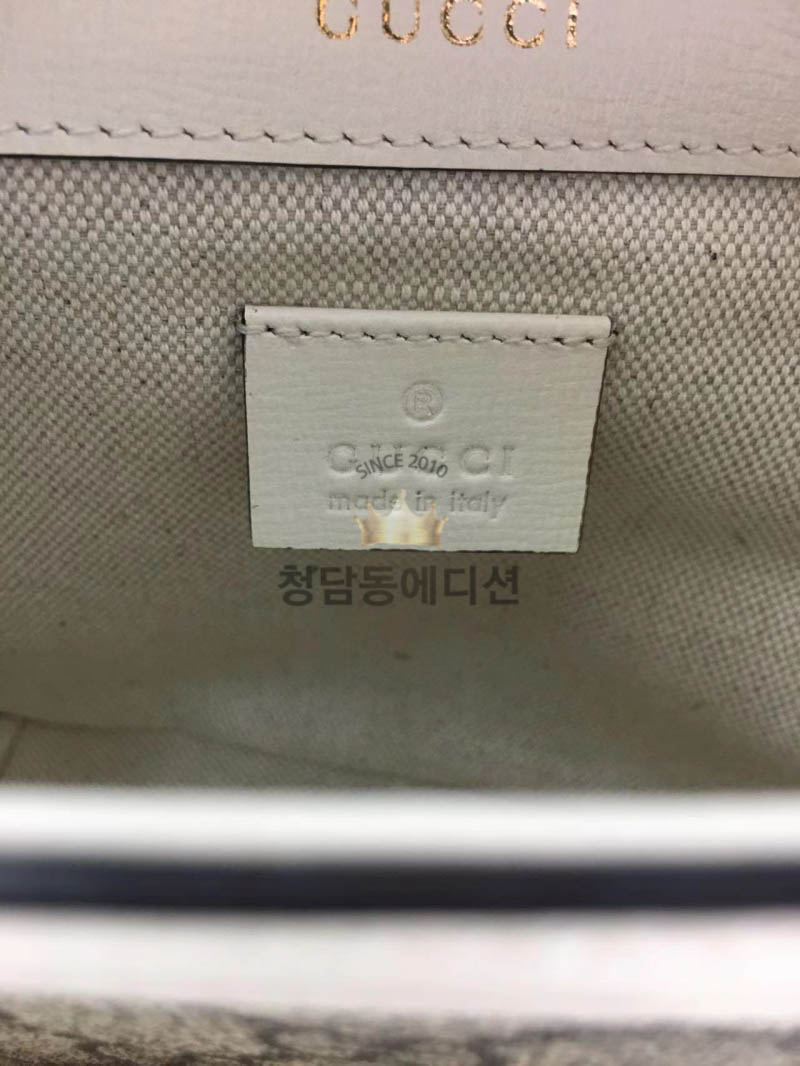 GUCCI
®
GUCCI
SINCE 2010
made in italy
청담동에디션